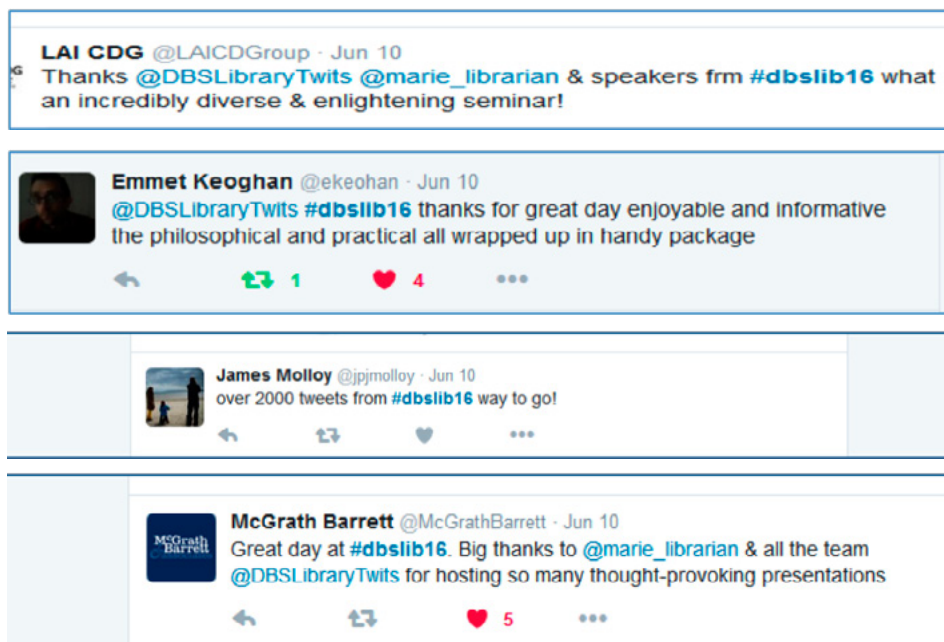 LAI CDG @LAICDGroup · Jun 10
Thanks @DBSLibraryTwits @marie_librarian & speakers frm #dbslib16 what
an incredibly diverse & enlightening seminar!
Emmet Keoghan @ekeohan · Jun 10
@DBSLibraryTwits #dbslib16 thanks for great day enjoyable and informative
the philosophical and practical all wrapped up in handy package
1 4
James Molloy @jpjmolloy · Jun 10
over 2000 tweets from #dbslib16 way to go!
McGrath Barrett @McGrathBarrett · Jun 10
McGrath
Barrett
Great day at #dbslib16. Big thanks to @marie_librarian & all the team
@DBSLibraryTwits for hosting so many thought-provoking presentations
5